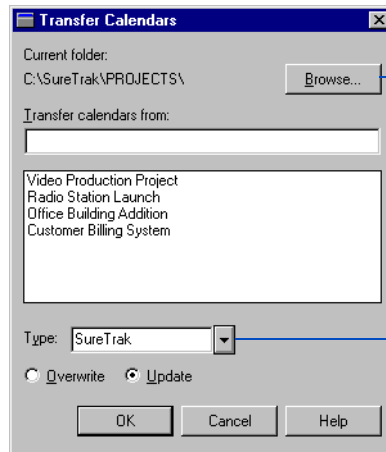 Transfer Calendars
Current folder:
C:\SureTrak\PROJECTS\
Browse...
Transfer calendars from:
Video Production Project
Radio Station Launch
Office Building Addition
Customer Billing System
Type: SureTrak
Overwrite Update
OK Cancel Help